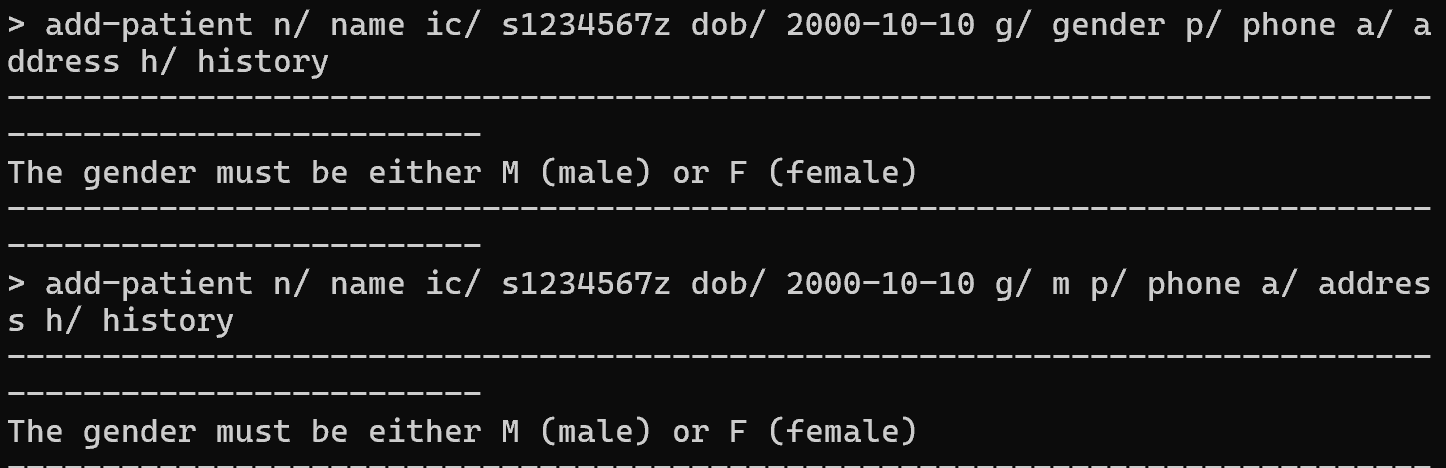 > add-patient n/ name ic/ s1234567z dob/ 2000-10-10 g/ gender p/ phone a/ a
ddress h/ history
---------------------------------------------------------------------------
-------------------------
The gender must be either M (male) or F (female)
---------------------------------------------------------------------------
-------------------------
> add-patient n/ name ic/ s1234567z dob/ 2000-10-10 g/ m p/ phone a/ addres
s h/ history
---------------------------------------------------------------------------
-------------------------
The gender must be either M (male) or F (female)
---------------------------------------------------------------------------